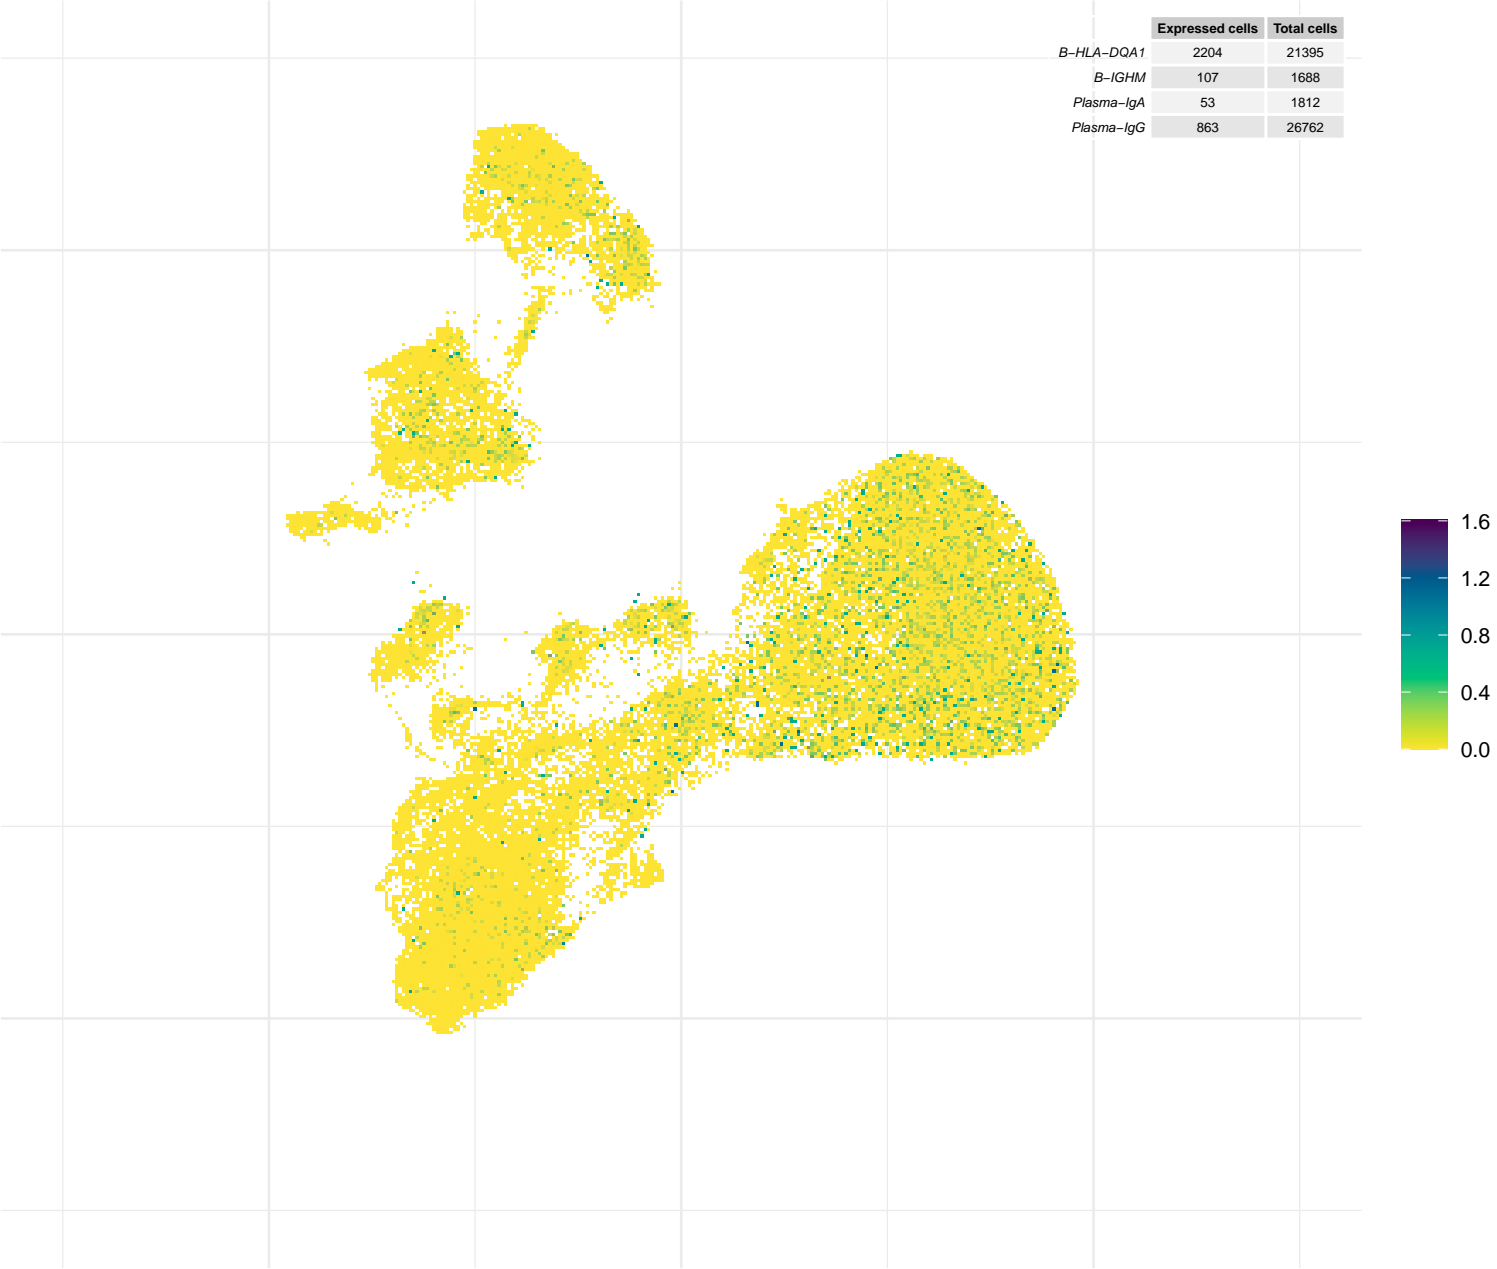 Expressed cells Total cells
B−HLA−DQA1 2204 21395
B−IGHM 107 1688
Plasma−IgA 53 1812
Plasma−IgG 863 26762
1.6
1.2
0.8
0.4
0.0